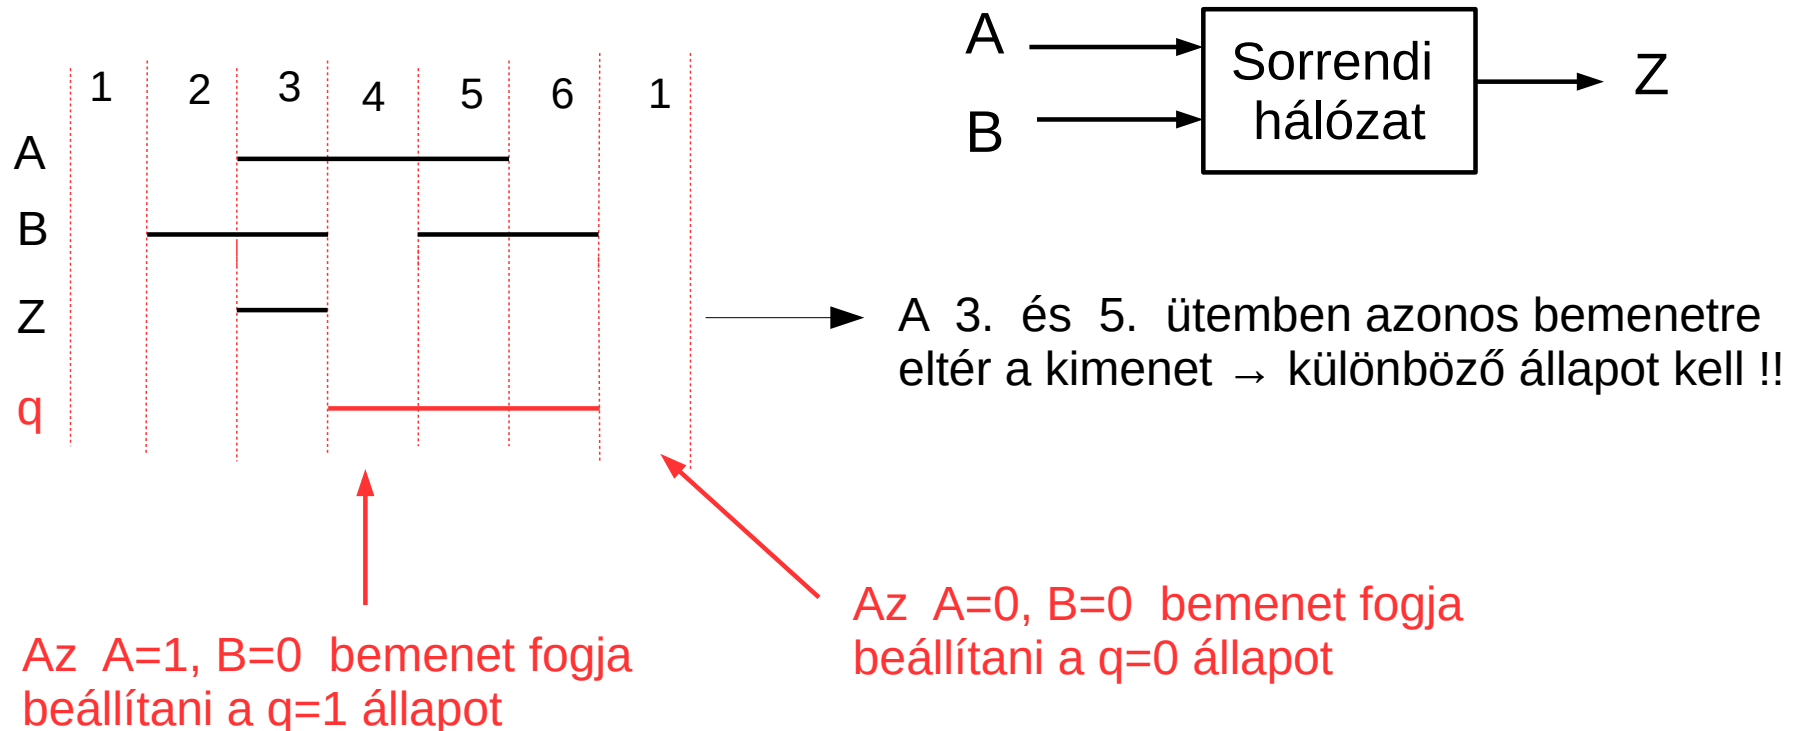 A
B
Sorrendi
hálózat
Z
1 2 3 4 5 6 1
A
B
Z
q
A 3. és 5. ütemben azonos bemenetre
eltér a kimenet → különböző állapot kell !!
Az A=1, B=0 bemenet fogja
beállítani a q=1 állapot
Az A=0, B=0 bemenet fogja
beállítani a q=0 állapot